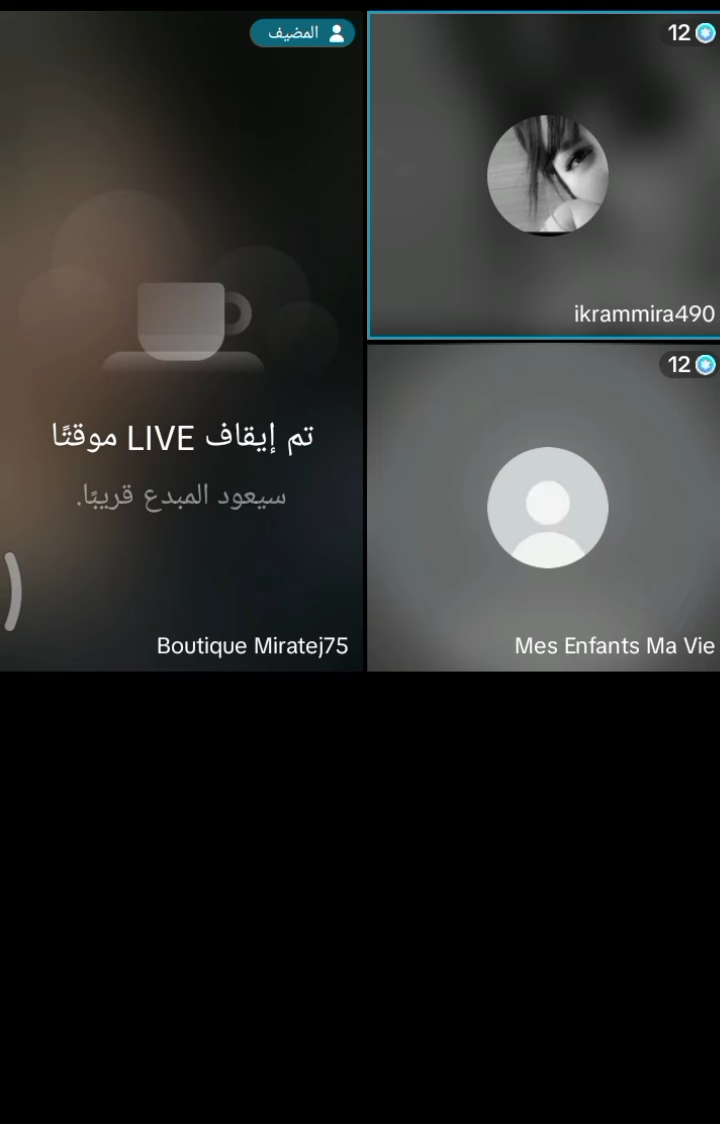 المضيف
تم إيقاف LIVE موقتًا
سيعود المبدع قريبًا.
Boutique Miratej75
12
ikrammira490
12
Mes Enfants Ma Vie